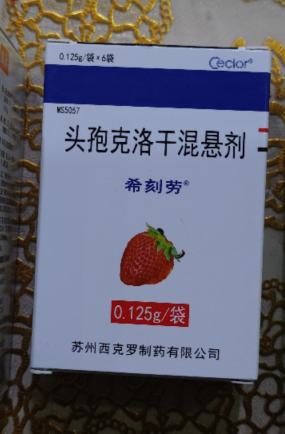 0.125g/袋×6袋
Ceclor®
MS5057
头孢克洛干混悬剂
希刻劳®
0.125g/袋
苏州西克罗制药有限公司